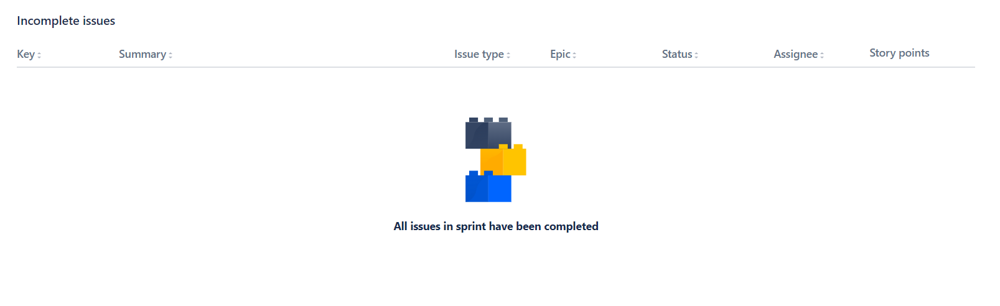 Incomplete issues
Key Summary Issue type Epic Status Assignee Story points
All issues in sprint have been completed